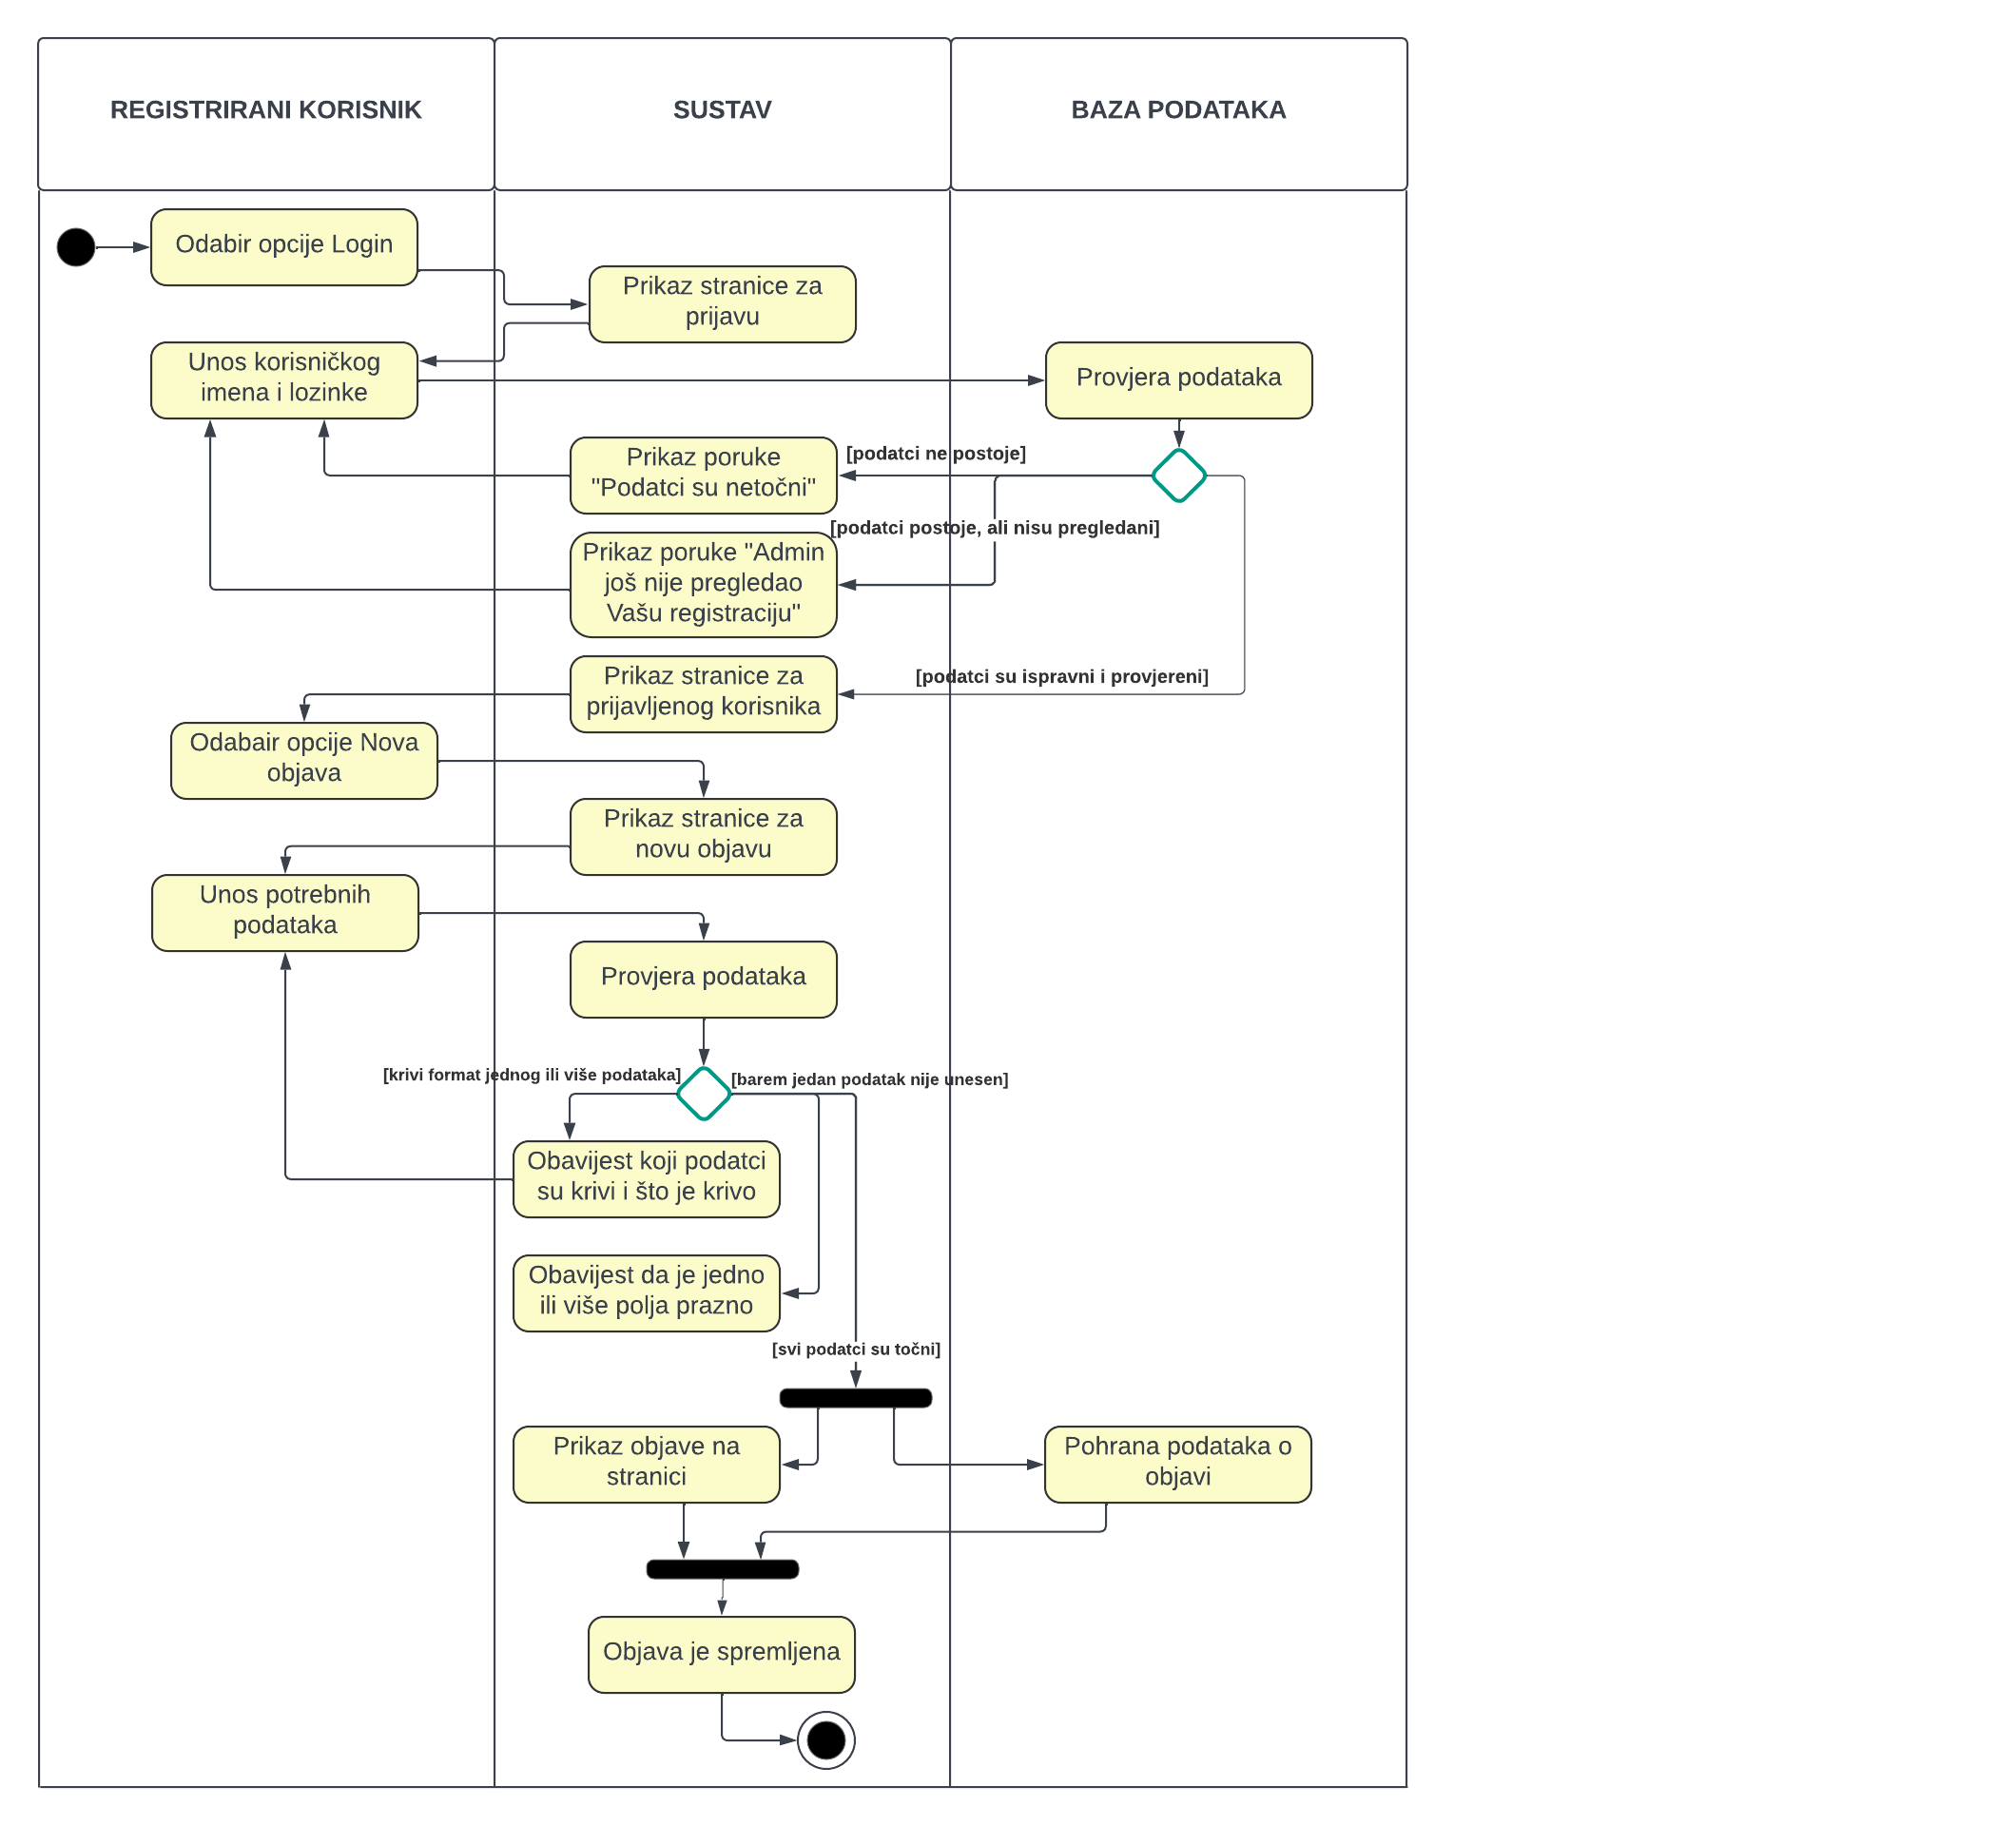 REGISTRIRANI KORISNIK
SUSTAV
BAZA PODATAKA
Odabir opcije Login
Prikaz stranice za
prijavu
Unos korisničkog
imena i lozinke
Provjera podataka
[podatci ne postoje]
Prikaz poruke
"Podatci su netočni"
[podatci postoje, ali nisu pregledani]
Prikaz poruke "Admin
još nije pregledao
Vašu registraciju"
[podatci su ispravni i provjereni]
Prikaz stranice za
prijavljenog korisnika
Odabair opcije Nova
objava
Prikaz stranice za
novu objavu
Unos potrebnih
podataka
Provjera podataka
[krivi format jednog ili više podataka]
[barem jedan podatak nije unesen]
Obavijest koji podatci
su krivi i što je krivo
Obavijest da je jedno
ili više polja prazno
[svi podatci su točni]
Prikaz objave na
stranici
Pohrana podataka o
objavi
Objava je spremljena